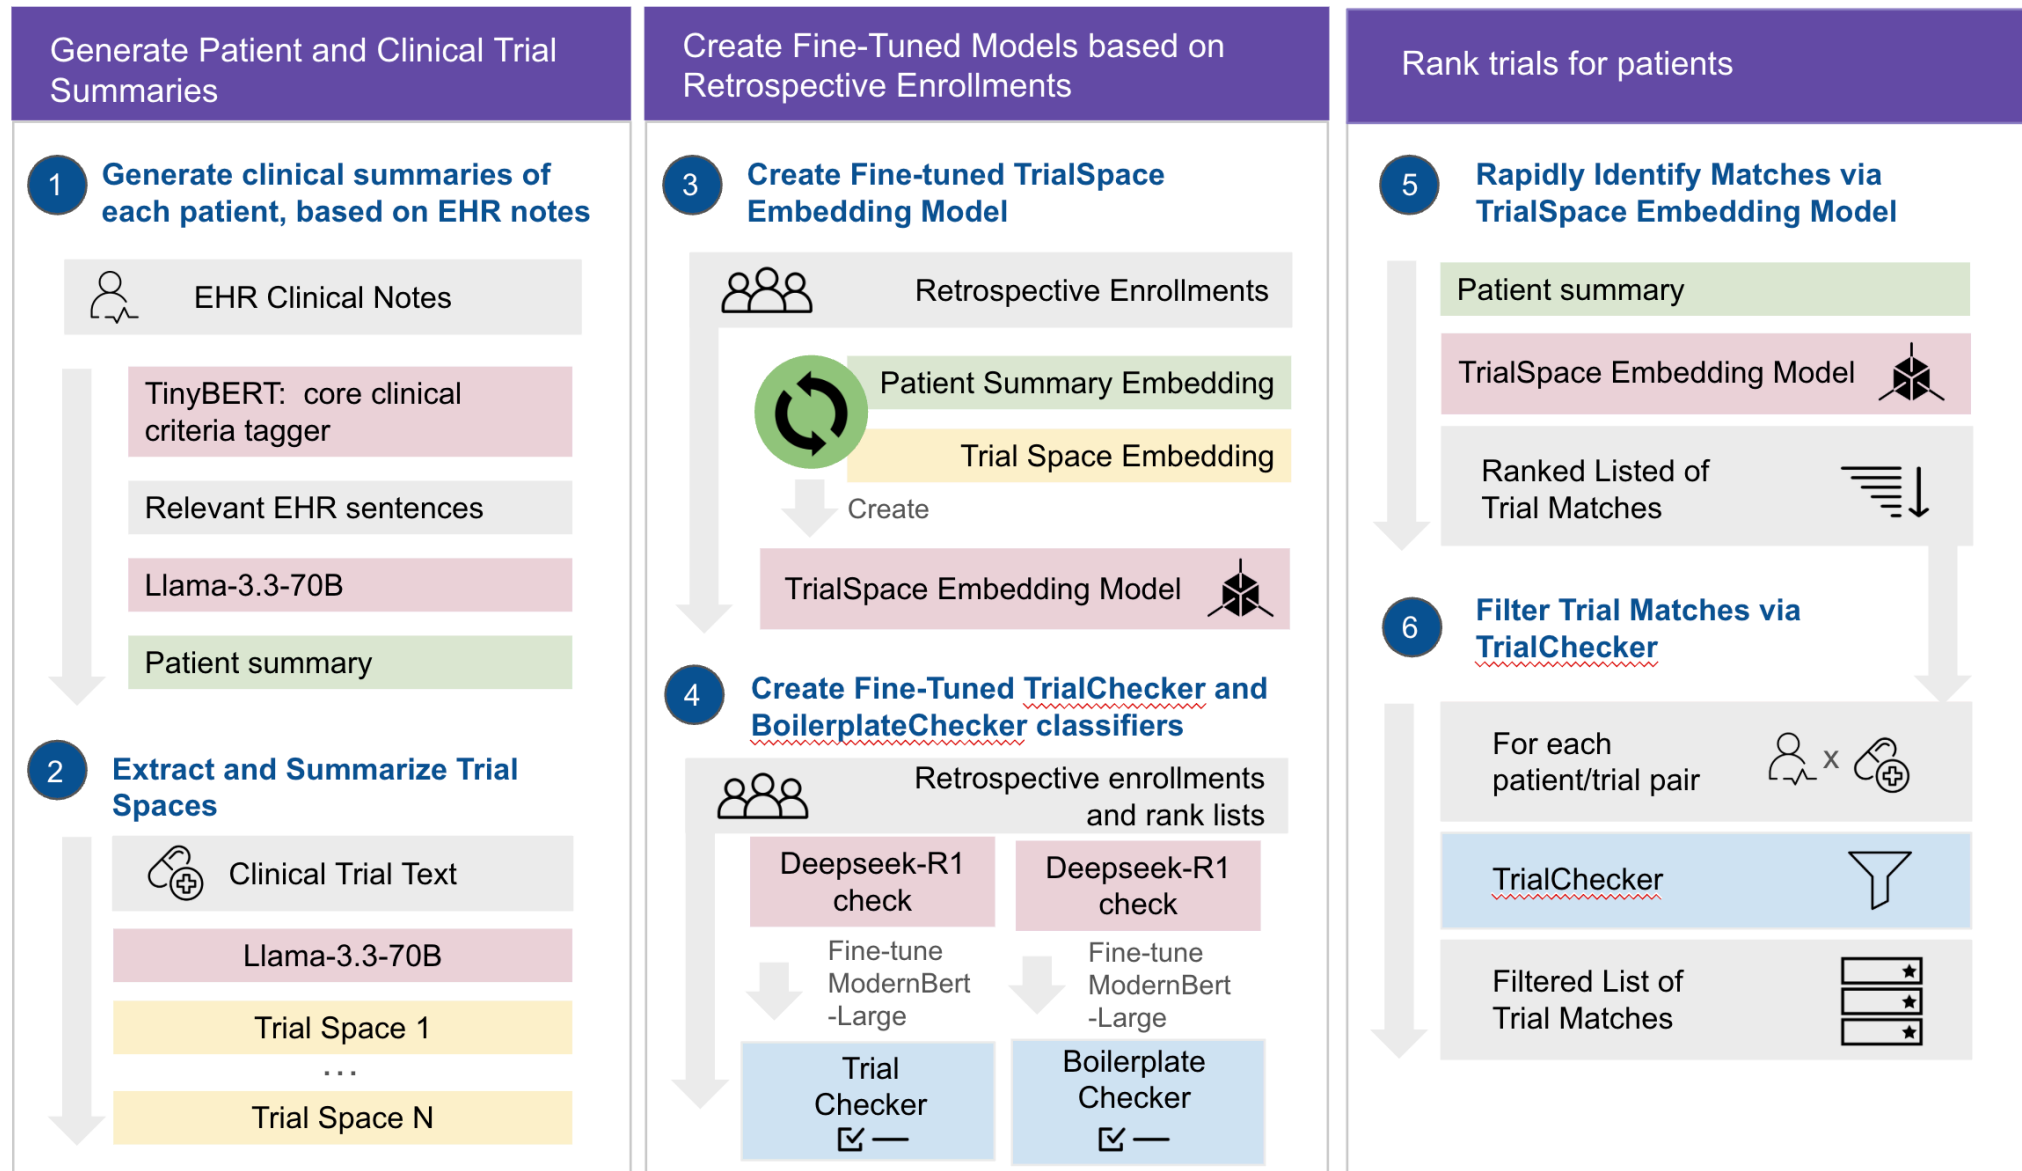 Generate Patient and Clinical Trial
Summaries
1
Generate clinical summaries of
each patient, based on EHR notes
EHR Clinical Notes
TinyBERT:  core clinical
criteria tagger
Relevant EHR sentences
Llama-3.3-70B
Patient summary
2
Extract and Summarize Trial
Spaces
Clinical Trial Text
Llama-3.3-70B
Trial Space 1
...
Trial Space N
Create Fine-Tuned Models based on
Retrospective Enrollments
3
Create Fine-tuned TrialSpace
Embedding Model
Retrospective Enrollments
Patient Summary Embedding
Trial Space Embedding
Create
TrialSpace Embedding Model
4
Create Fine-Tuned TrialChecker and
BoilerplateChecker classifiers
Retrospective enrollments
and rank lists
Deepseek-R1
check
Fine-tune
ModernBert
-Large
Trial
Checker
Deepseek-R1
check
Fine-tune
ModernBert
-Large
Boilerplate
Checker
Rank trials for patients
5
Rapidly Identify Matches via
TrialSpace Embedding Model
Patient summary
TrialSpace Embedding Model
Ranked Listed of
Trial Matches
6
Filter Trial Matches via
TrialChecker
For each
patient/trial pair
x
TrialChecker
Filtered List of
Trial Matches